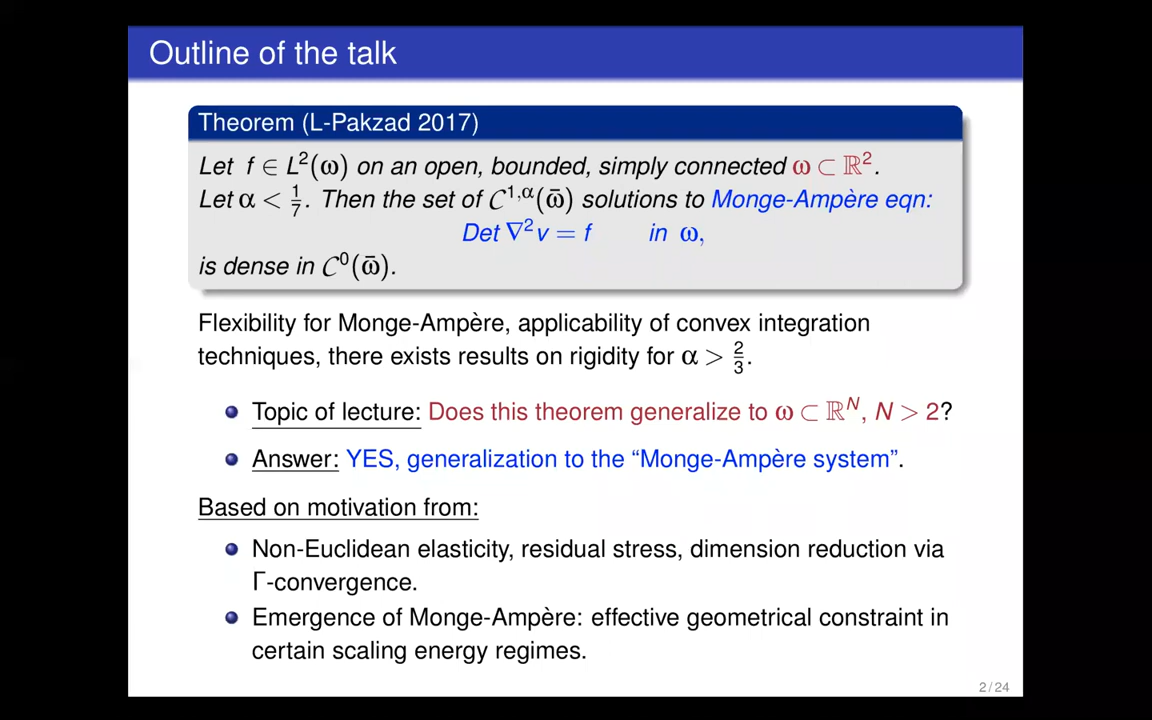 Outline of the talk
Theorem (L-Pakzad 2017)
Let f ∈ L²(ω) on an open, bounded, simply connected ω ⊂ ℝ².
Let α < 1/7. Then the set of C^{1,α}(ω̄) solutions to Monge-Ampère eqn:
Det ∇²v = f in ω,
is dense in C⁰(ω̄).
Flexibility for Monge-Ampère, applicability of convex integration
techniques, there exists results on rigidity for α > 2/3.
Topic of lecture: Does this theorem generalize to ω ⊂ ℝᴺ, N > 2?
Answer: YES, generalization to the “Monge-Ampère system”.
Based on motivation from:
Non-Euclidean elasticity, residual stress, dimension reduction via
Γ-convergence.
Emergence of Monge-Ampère: effective geometrical constraint in
certain scaling energy regimes.
2 / 24